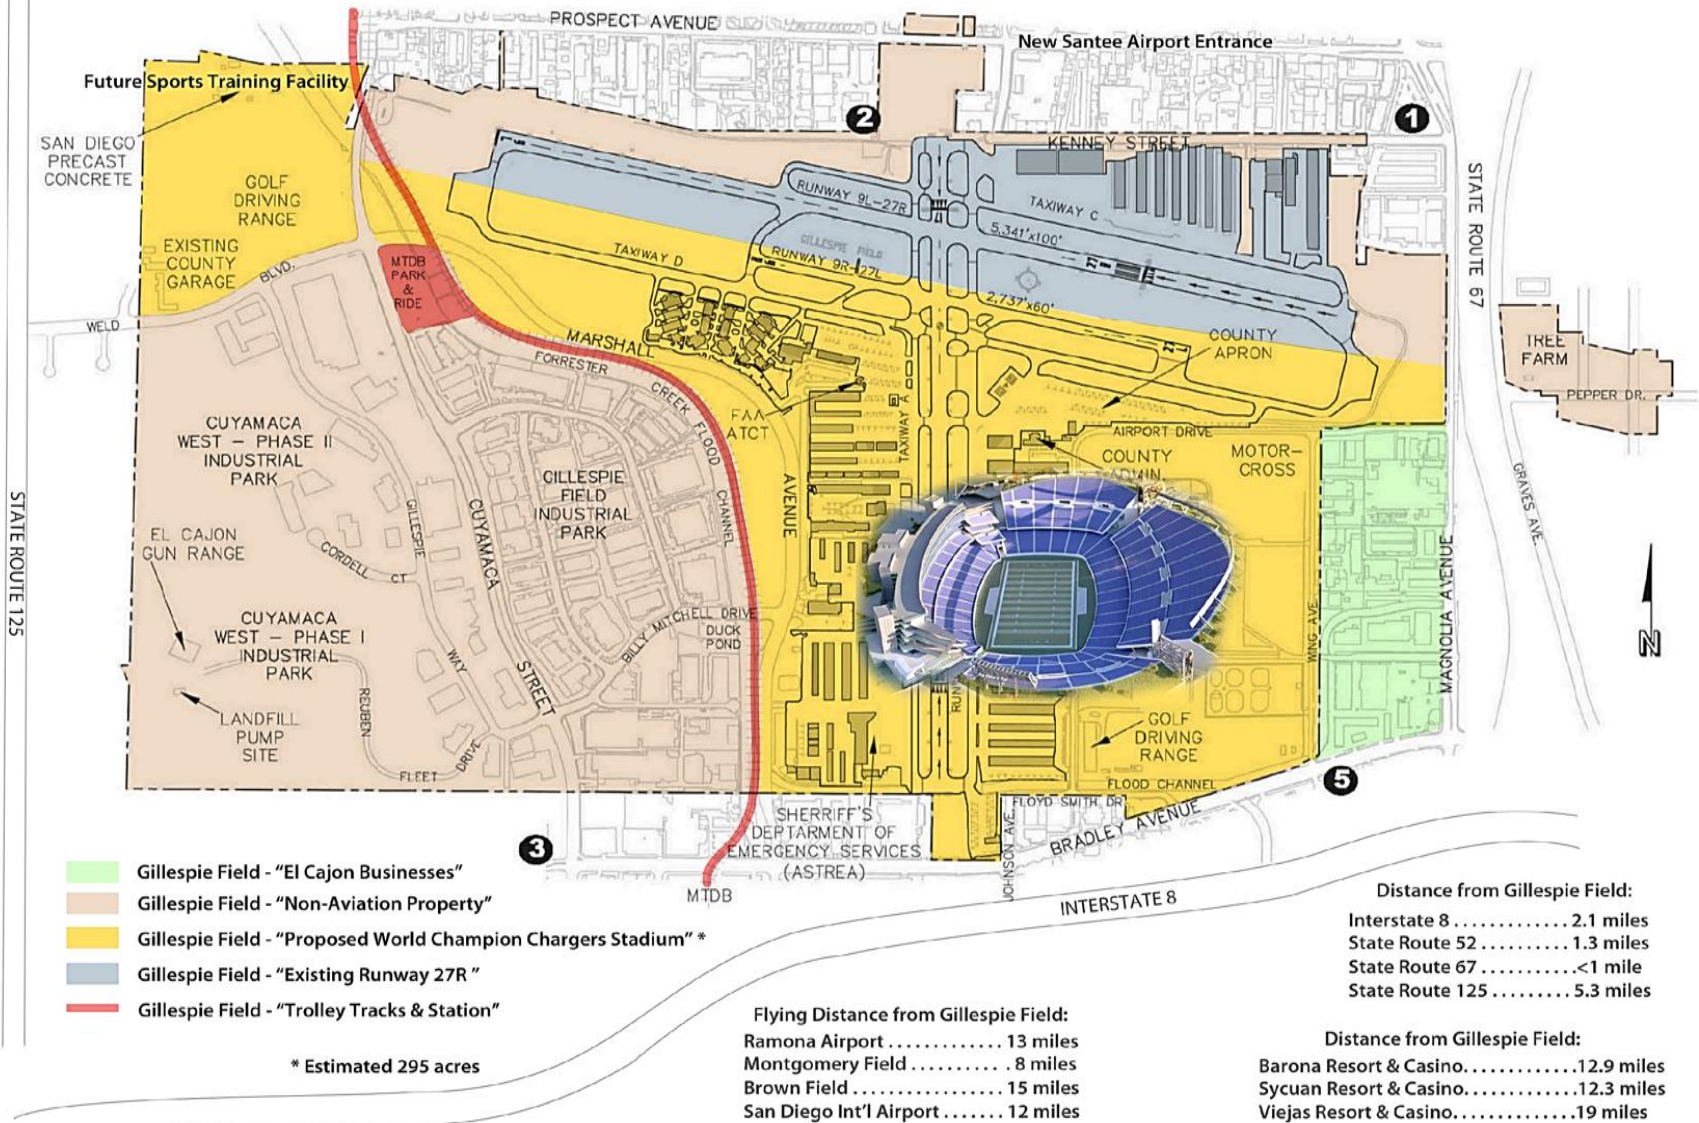 PROSPECT AVENUE
New Santee Airport Entrance
Future Sports Training Facility
2
1
SAN DIEGO
PRECAST
CONCRETE
KENNEY STREET
GOLF
DRIVING
RANGE
STATE ROUTE 67
RUNWAY 9L-27R
TAXIWAY C
5,341'x100'
EXISTING
COUNTY
GARAGE
GILLESPIE FIELD
TAXIWAY D
RUNWAY 9R-27L
27
MTDB
PARK
&
RIDE
BLVD.
WELD
2,737'x60'
27
MARSHALL
COUNTY
APRON
TREE
FARM
FORRESTER
CREEK
FLOOD
CHANNEL
PEPPER DR.
FAA
ATCT
TAXIWAY A
AIRPORT DRIVE
COUNTY
ADMIN
MOTOR-
CROSS
CUYAMACA
WEST - PHASE II
INDUSTRIAL
PARK
GILLESPIE
FIELD
INDUSTRIAL
PARK
AVENUE
GRAVES AVE.
STATE ROUTE 125
GILLESPIE
WAY
CUYAMACA
STREET
EL CAJON
GUN RANGE
CORDELL CT
MAGNOLIA AVENUE
WING AVE.
N
CUYAMACA
WEST - PHASE I
INDUSTRIAL
PARK
BILLY MITCHELL DRIVE
DUCK
POND
RUN
REUBEN
FLEET
DRIVE
LANDFILL
PUMP
SITE
GOLF
DRIVING
RANGE
FLOOD CHANNEL
5
FLOYD SMITH DR
JOHNSON AVE.
BRADLEY AVENUE
SHERRIFF'S
DEPTARMENT OF
EMERGENCY SERVICES
(ASTREA)
3
MTDB
INTERSTATE 8
Gillespie Field - “El Cajon Businesses”
Gillespie Field - “Non-Aviation Property”
Gillespie Field - “Proposed World Champion Chargers Stadium” *
Gillespie Field - “Existing Runway 27R ”
Gillespie Field - “Trolley Tracks & Station”
* Estimated 295 acres
Distance from Gillespie Field:
Interstate 8 . . . . . . . . . . . . 2.1 miles
State Route 52 . . . . . . . . . 1.3 miles
State Route 67 . . . . . . . . . . .<1 mile
State Route 125 . . . . . . . . . 5.3 miles
Flying Distance from Gillespie Field:
Ramona Airport . . . . . . . . . . . . 13 miles
Montgomery Field . . . . . . . . . . 8 miles
Brown Field . . . . . . . . . . . . . . . . 15 miles
San Diego Int'l Airport . . . . . . . 12 miles
Distance from Gillespie Field:
Barona Resort & Casino. . . . . . . . . . . . .12.9 miles
Sycuan Resort & Casino. . . . . . . . . . . . .12.3 miles
Viejas Resort & Casino. . . . . . . . . . . . . .19 miles